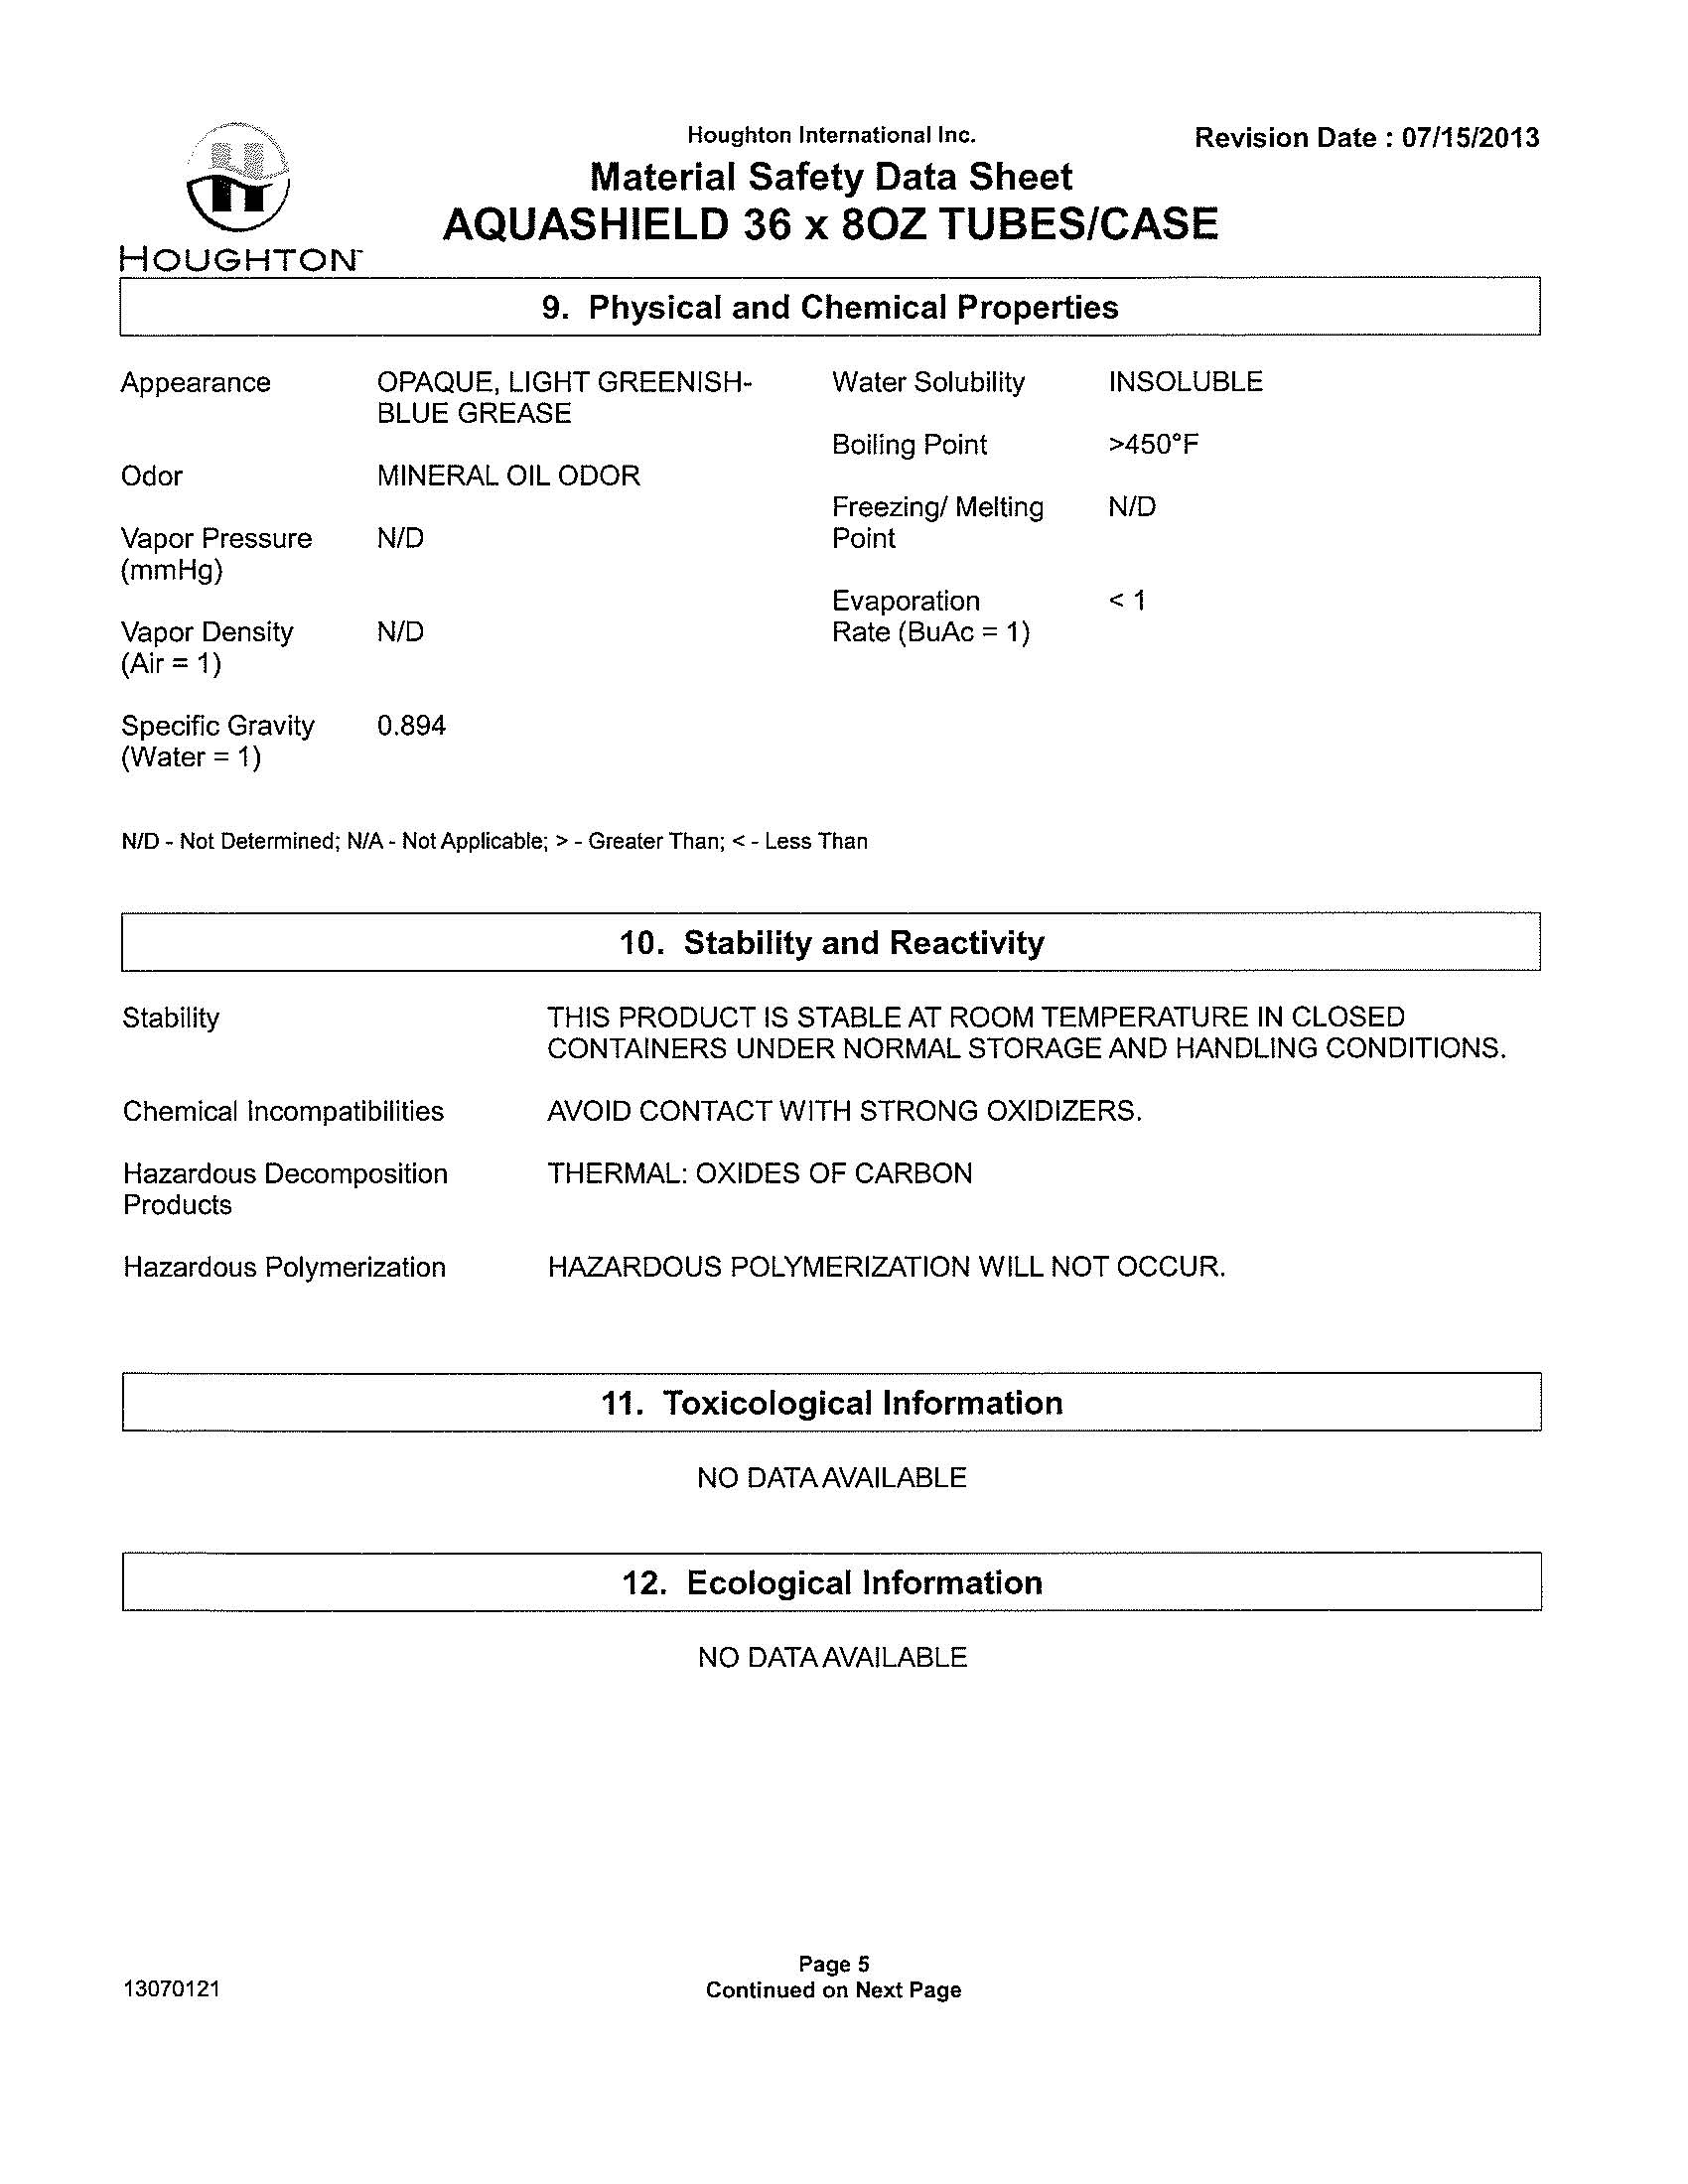 Houghton International Inc.
Revision Date : 07/15/2013
Material Safety Data Sheet
AQUASHIELD 36 x 8OZ TUBES/CASE
HOUGHTON™
9. Physical and Chemical Properties
Appearance OPAQUE, LIGHT GREENISH-
BLUE GREASE
Odor MINERAL OIL ODOR
Vapor Pressure N/D
(mmHg)
Vapor Density N/D
(Air = 1)
Specific Gravity 0.894
(Water = 1)
Water Solubility INSOLUBLE
Boiling Point >450°F
Freezing/ Melting N/D
Point
Evaporation < 1
Rate (BuAc = 1)
N/D - Not Determined; N/A - Not Applicable; > - Greater Than; < - Less Than
10. Stability and Reactivity
Stability THIS PRODUCT IS STABLE AT ROOM TEMPERATURE IN CLOSED
CONTAINERS UNDER NORMAL STORAGE AND HANDLING CONDITIONS.
Chemical Incompatibilities AVOID CONTACT WITH STRONG OXIDIZERS.
Hazardous Decomposition THERMAL: OXIDES OF CARBON
Products
Hazardous Polymerization HAZARDOUS POLYMERIZATION WILL NOT OCCUR.
11. Toxicological Information
NO DATA AVAILABLE
12. Ecological Information
NO DATA AVAILABLE
Page 5
13070121 Continued on Next Page